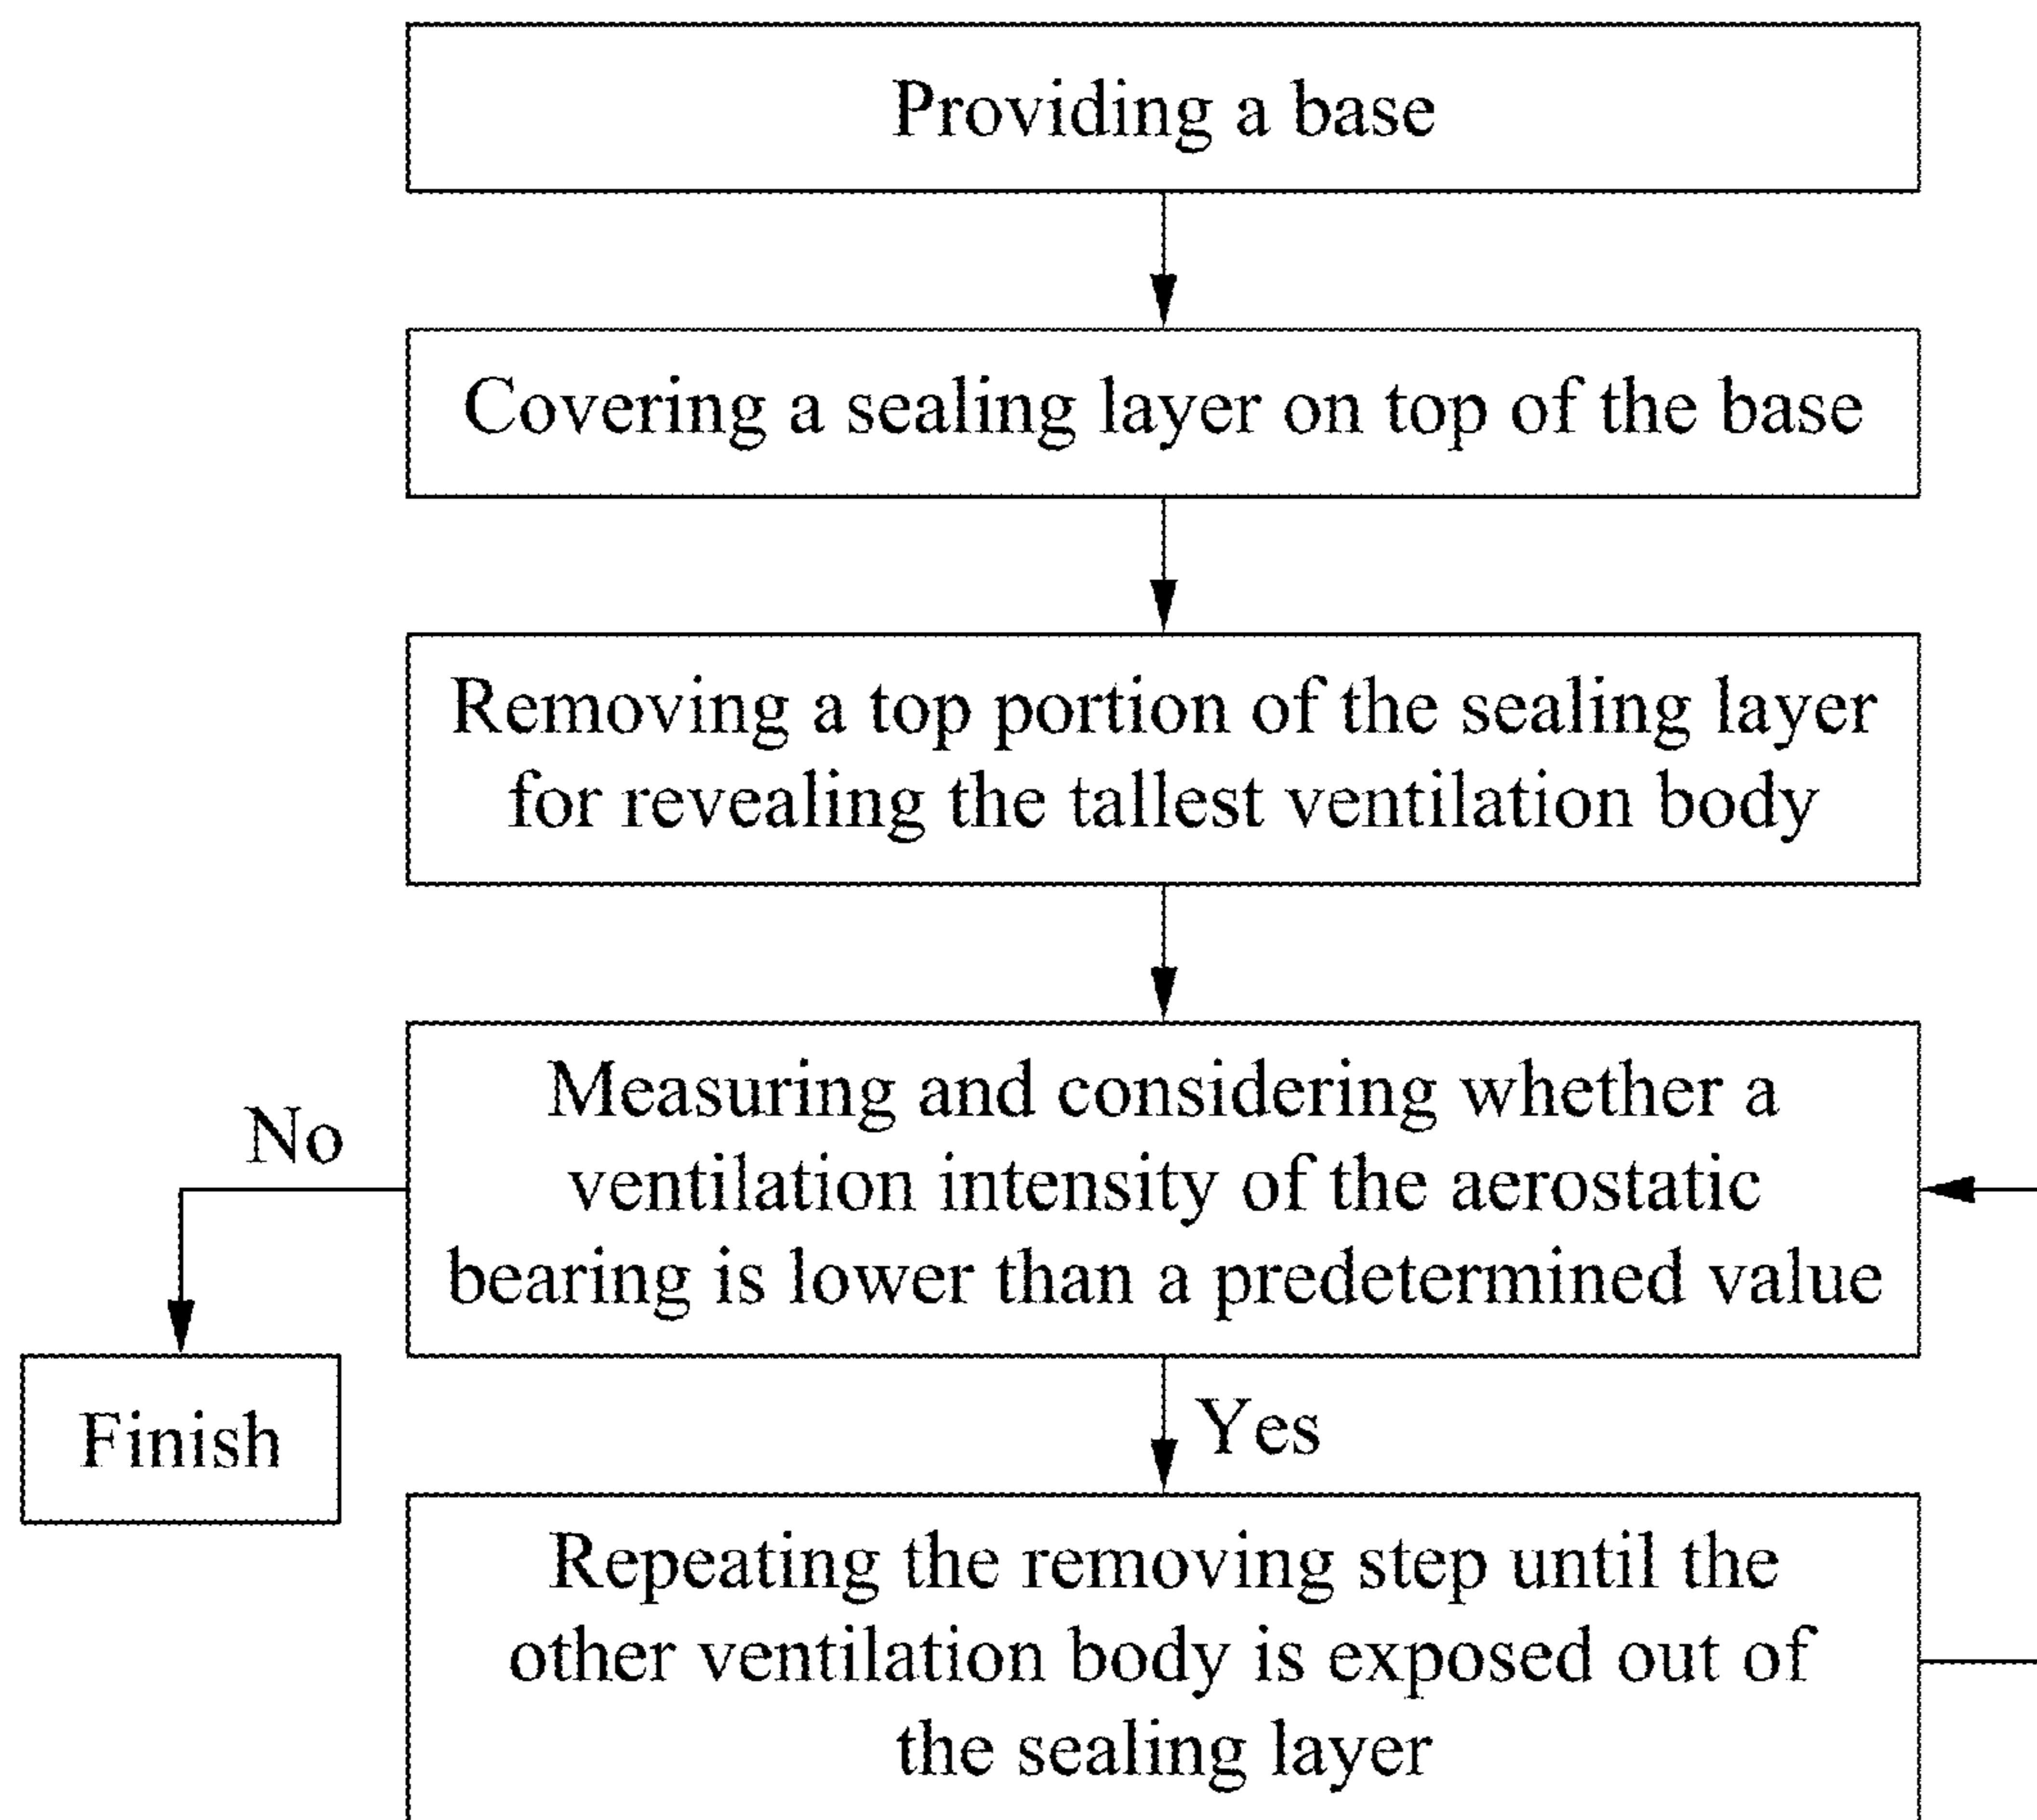 Providing a base
Covering a sealing layer on top of the base
Removing a top portion of the sealing layer
for revealing the tallest ventilation body
Measuring and considering whether a
ventilation intensity of the aerostatic
bearing is lower than a predetermined value
No
Finish
Yes
Repeating the removing step until the
other ventilation body is exposed out of
the sealing layer